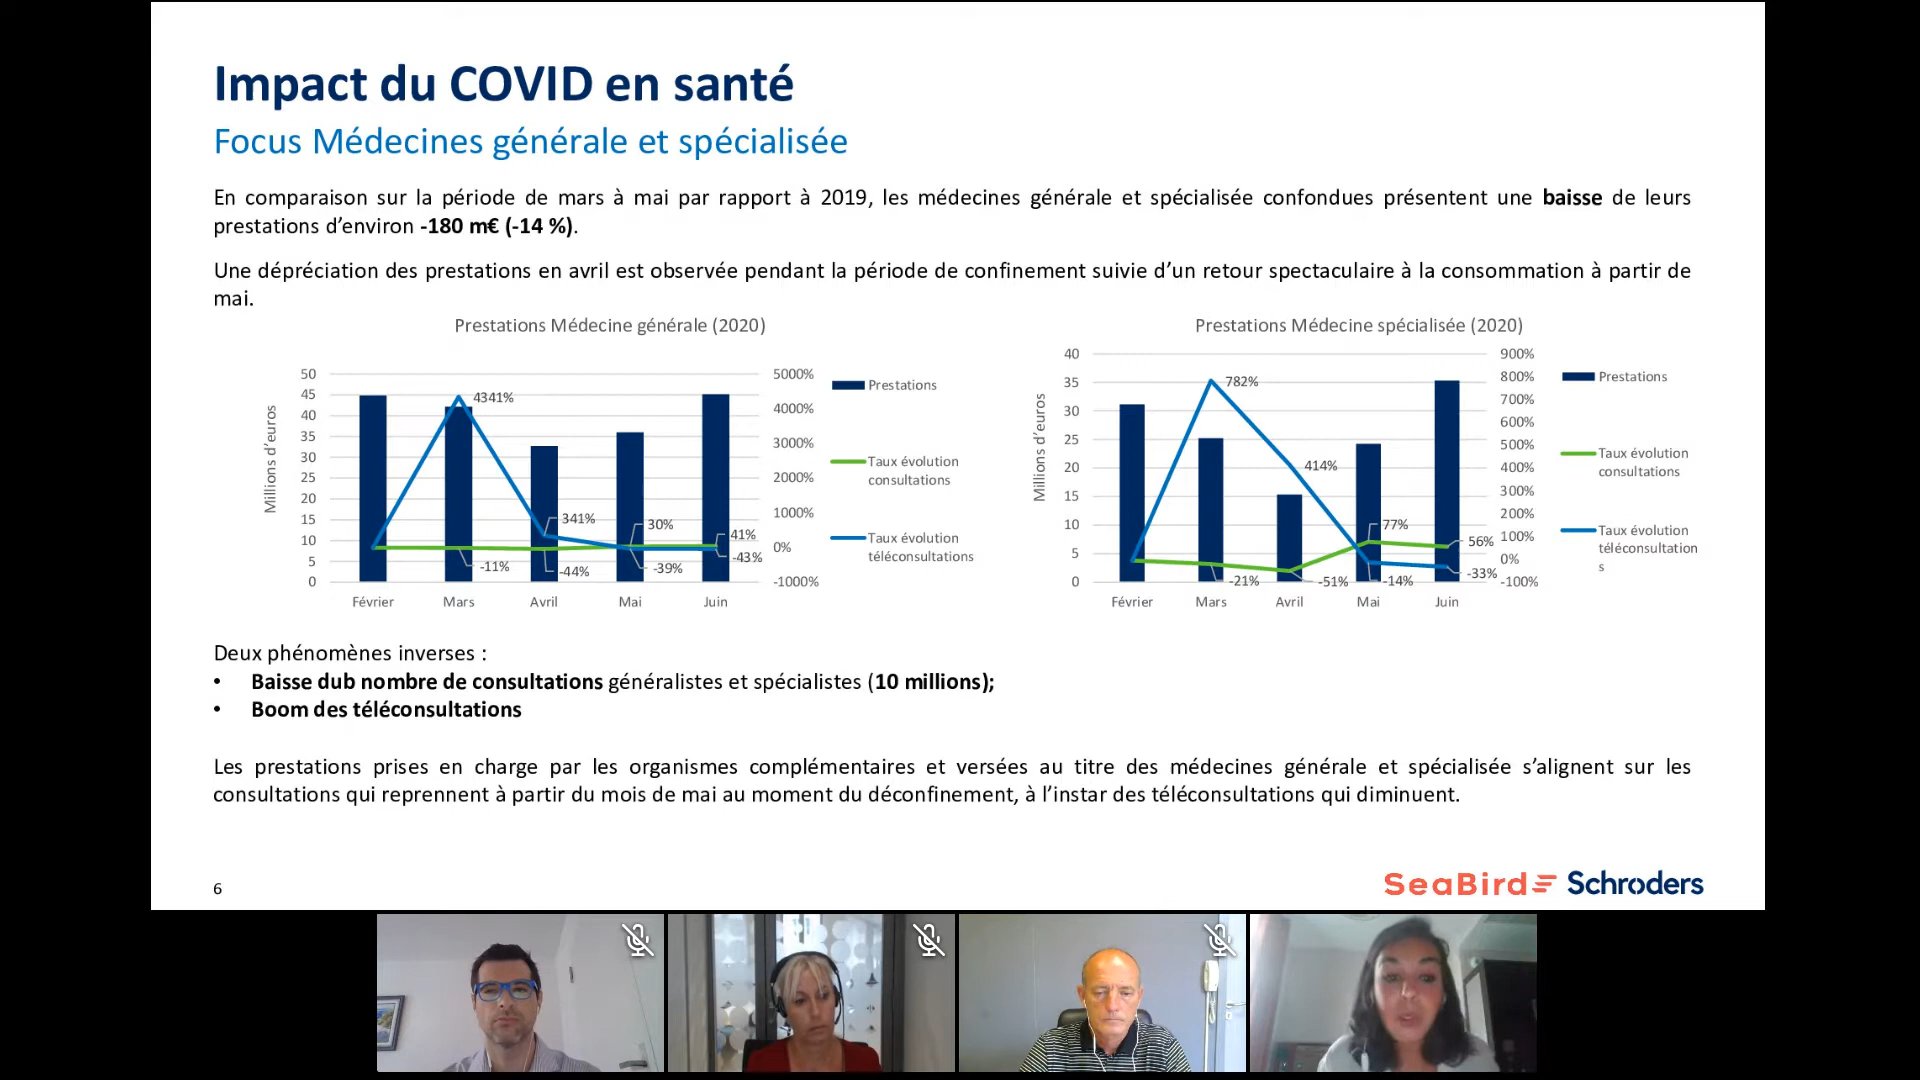 Impact du COVID en santé
Focus Médecines générale et spécialisée
En comparaison sur la période de mars à mai par rapport à 2019, les médecines générale et spécialisée confondues présentent une baisse de leurs
prestations d’environ -180 m€ (-14 %).
Une dépréciation des prestations en avril est observée pendant la période de confinement suivie d’un retour spectaculaire à la consommation à partir de
mai.
Prestations Médecine générale (2020)
Millions d’euros
50
45
40
35
30
25
20
15
10
5
0
5000%
4000%
3000%
2000%
1000%
0%
-1000%
4341%
341%
30%
41%
-11%
-44%
-39%
-43%
Février Mars Avril Mai Juin
Prestations
Taux évolution
consultations
Taux évolution
téléconsultations
Prestations Médecine spécialisée (2020)
Millions d’euros
40
35
30
25
20
15
10
5
0
900%
800%
700%
600%
500%
400%
300%
200%
100%
0%
-100%
782%
414%
77%
56%
-21%
-51%
-14%
-33%
Février Mars Avril Mai Juin
Prestations
Taux évolution
consultations
Taux évolution
téléconsultation
s
Deux phénomènes inverses :
• Baisse dub nombre de consultations généralistes et spécialistes (10 millions);
• Boom des téléconsultations
Les prestations prises en charge par les organismes complémentaires et versées au titre des médecines générale et spécialisée s’alignent sur les
consultations qui reprennent à partir du mois de mai au moment du déconfinement, à l’instar des téléconsultations qui diminuent.
6
SeaBird Schroders